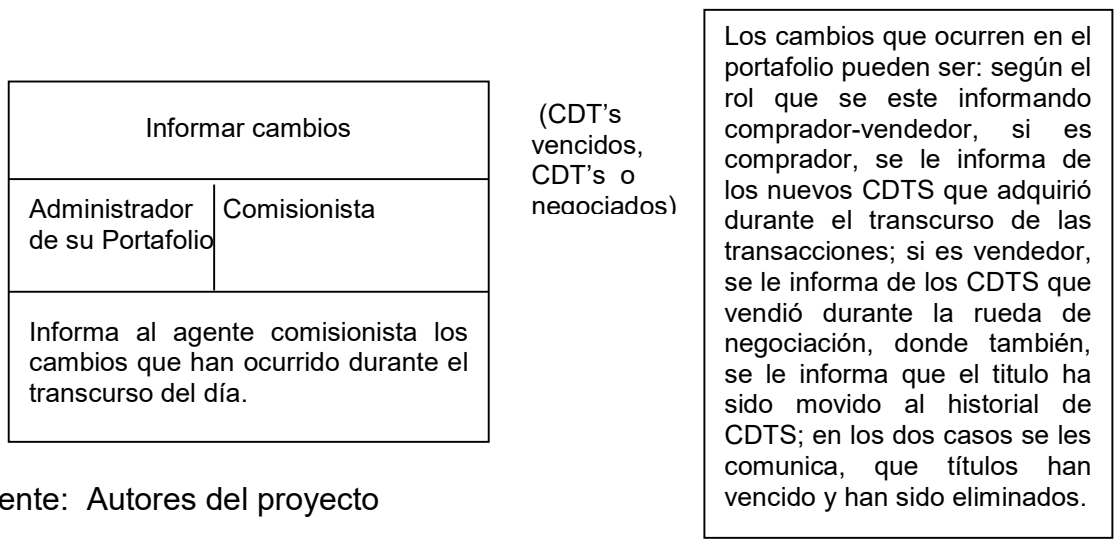 Informar cambios
Administrador
de su Portafolio
Comisionista
Informa al agente comisionista los
cambios que han ocurrido durante el
transcurso del día.
(CDT’s
vencidos,
CDT’s o
negociados)
Los cambios que ocurren en el
portafolio pueden ser: según el
rol que se este informando
comprador-vendedor, si es
comprador, se le informa de
los nuevos CDTS que adquirió
durante el transcurso de las
transacciones; si es vendedor,
se le informa de los CDTS que
vendió durante la rueda de
negociación, donde también,
se le informa que el titulo ha
sido movido al historial de
CDTS; en los dos casos se les
comunica, que títulos han
vencido y han sido eliminados.
ente: Autores del proyecto